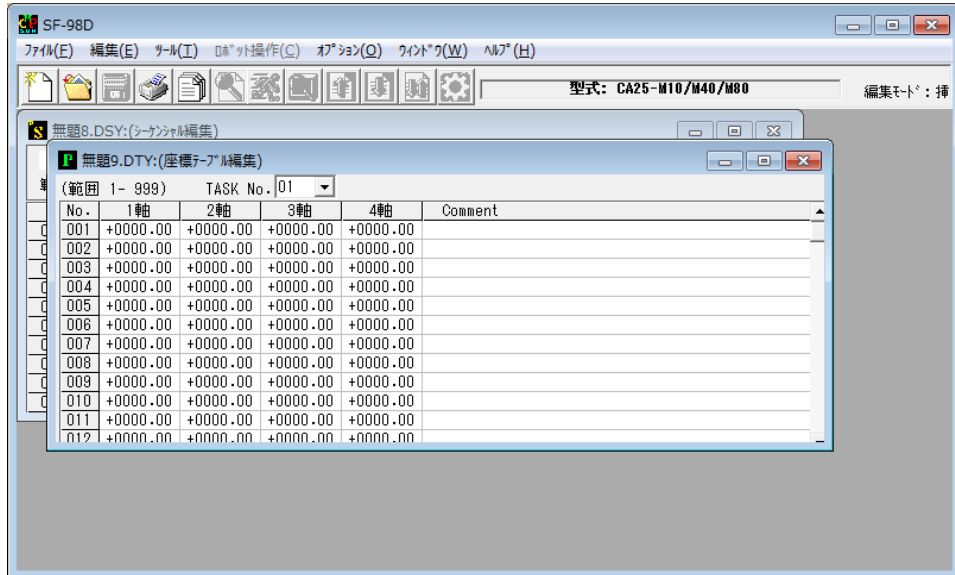 SF-98D
ﾌｧｲﾙ(F) 編集(E) ﾂｰﾙ(T) ﾛﾎﾞｯﾄ操作(C) ｵﾌﾟｼｮﾝ(O) ｳｨﾝﾄﾞｳ(W) ﾍﾙﾌﾟ(H)
型式: CA25-M10/M40/M80
編集ﾓｰﾄﾞ:挿
無題8.DSY:(ｼｰｹﾝｼｬﾙ編集)
無題9.DTY:(座標ﾃｰﾌﾞﾙ編集)
(範囲 1- 999) TASK No. 01
No. 1軸 2軸 3軸 4軸 Comment
001 +0000.00 +0000.00 +0000.00 +0000.00
002 +0000.00 +0000.00 +0000.00 +0000.00
003 +0000.00 +0000.00 +0000.00 +0000.00
004 +0000.00 +0000.00 +0000.00 +0000.00
005 +0000.00 +0000.00 +0000.00 +0000.00
006 +0000.00 +0000.00 +0000.00 +0000.00
007 +0000.00 +0000.00 +0000.00 +0000.00
008 +0000.00 +0000.00 +0000.00 +0000.00
009 +0000.00 +0000.00 +0000.00 +0000.00
010 +0000.00 +0000.00 +0000.00 +0000.00
011 +0000.00 +0000.00 +0000.00 +0000.00
012 +0000.00 +0000.00 +0000.00 +0000.00